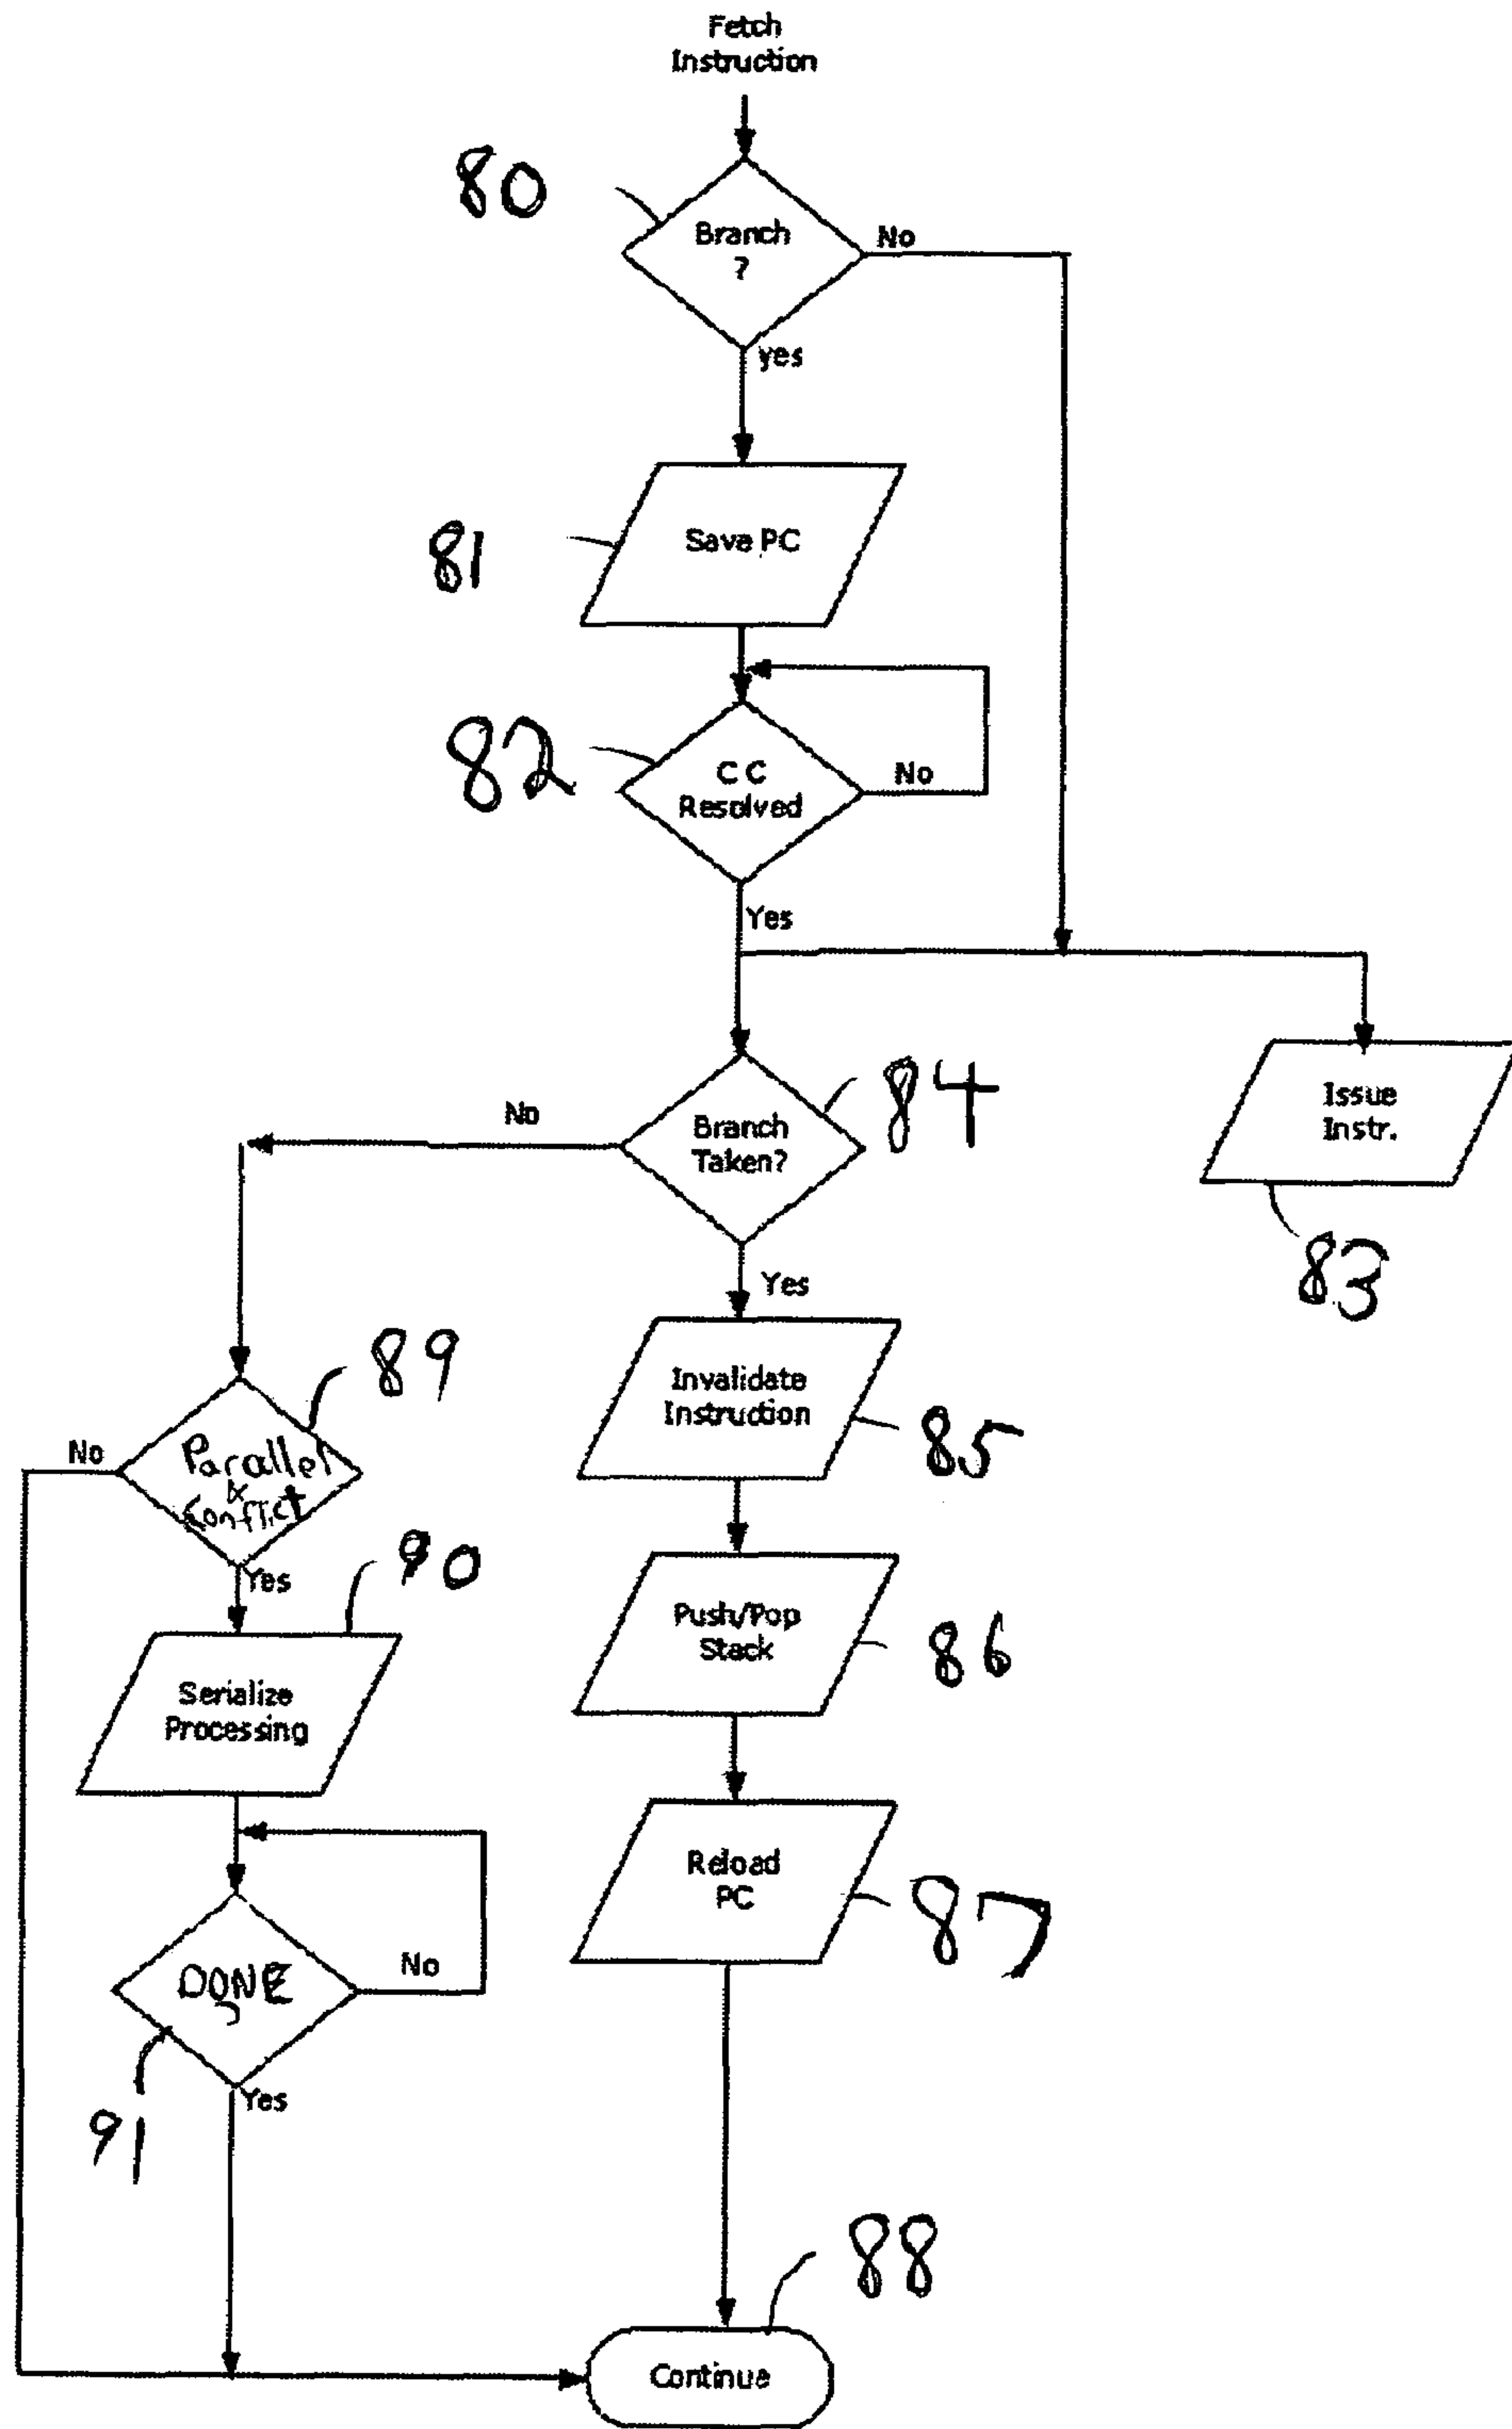 Fetch
Instruction
80
Branch
?
No
yes
81
Save PC
82
C C
Resolved
No
Yes
84
Branch
Taken?
No
Issue
Instr.
83
Yes
89
Parallel
&
Conflict
No
Yes
Invalidate
Instruction
85
90
Push/Pop
Stack
86
Serialize
Processing
Reload
PC
87
DONE
?
No
91
Yes
88
Continue